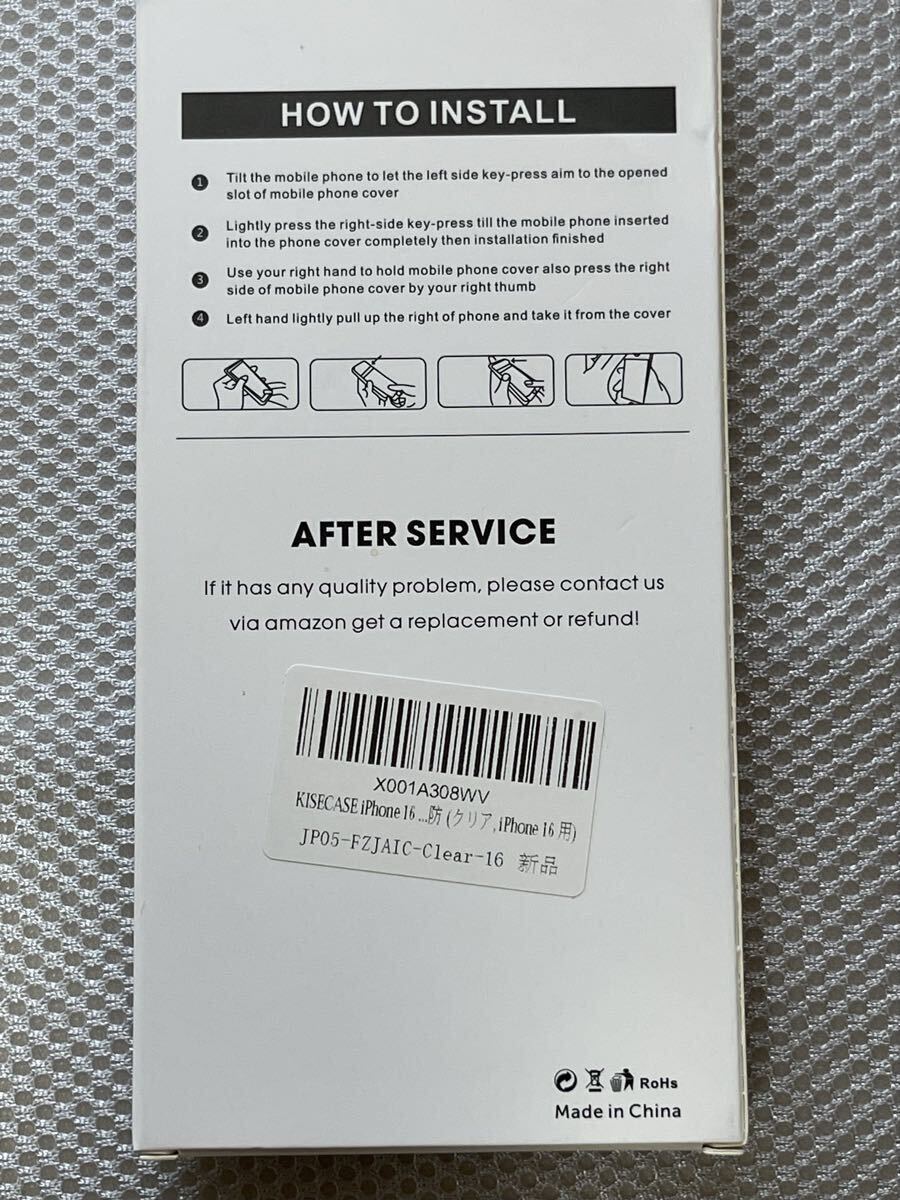 HOW TO INSTALL
1 Tilt the mobile phone to let the left side key-press aim to the opened
slot of mobile phone cover
2 Lightly press the right-side key-press till the mobile phone inserted
into the phone cover completely then installation finished
3 Use your right hand to hold mobile phone cover also press the right
side of mobile phone cover by your right thumb
4 Left hand lightly pull up the right of phone and take it from the cover
AFTER SERVICE
If it has any quality problem, please contact us
via amazon get a replacement or refund!
X001A308WV
KISECASE iPhone 16 ...防 (クリア, iPhone 16 用)
JP05-FZJAIC-Clear-16 新品
RoHs
Made in China